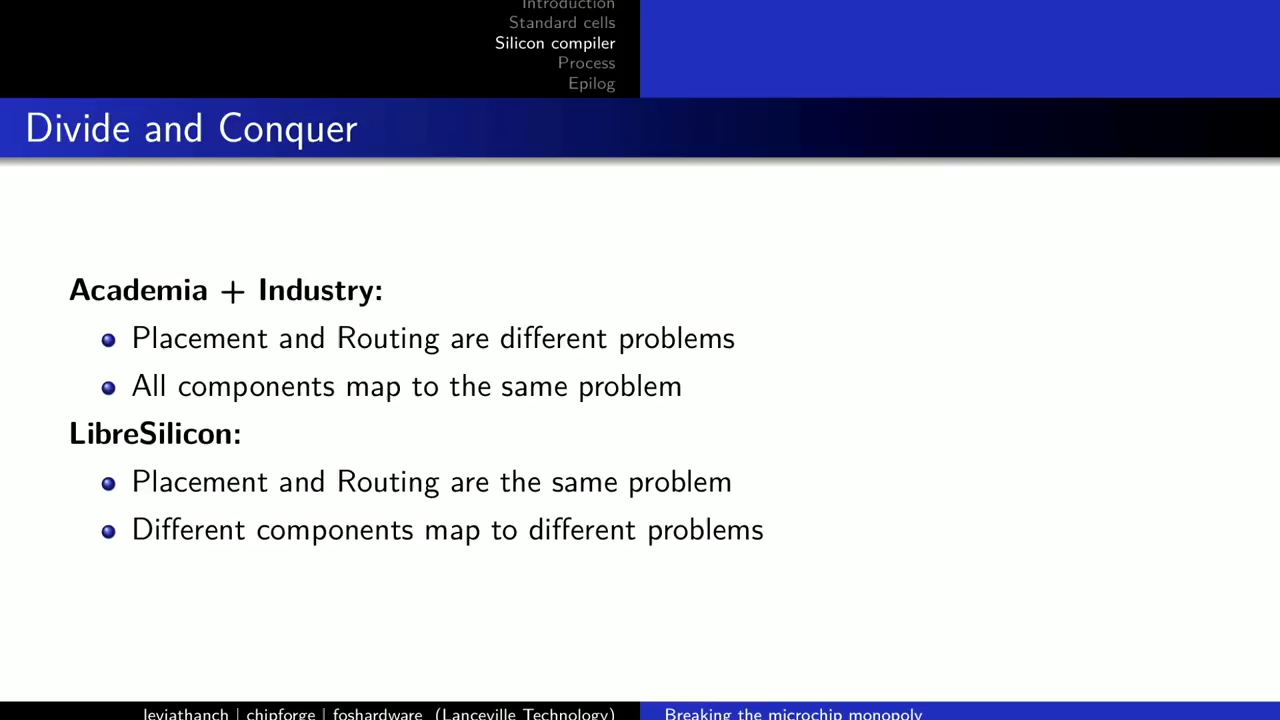 Introduction
Standard cells
Silicon compiler
Process
Epilog
Divide and Conquer
Academia + Industry:
Placement and Routing are different problems
All components map to the same problem
LibreSilicon:
Placement and Routing are the same problem
Different components map to different problems
leviathanch | chipforge | foshardware (Lanceville Technology)
Breaking the microchip monopoly